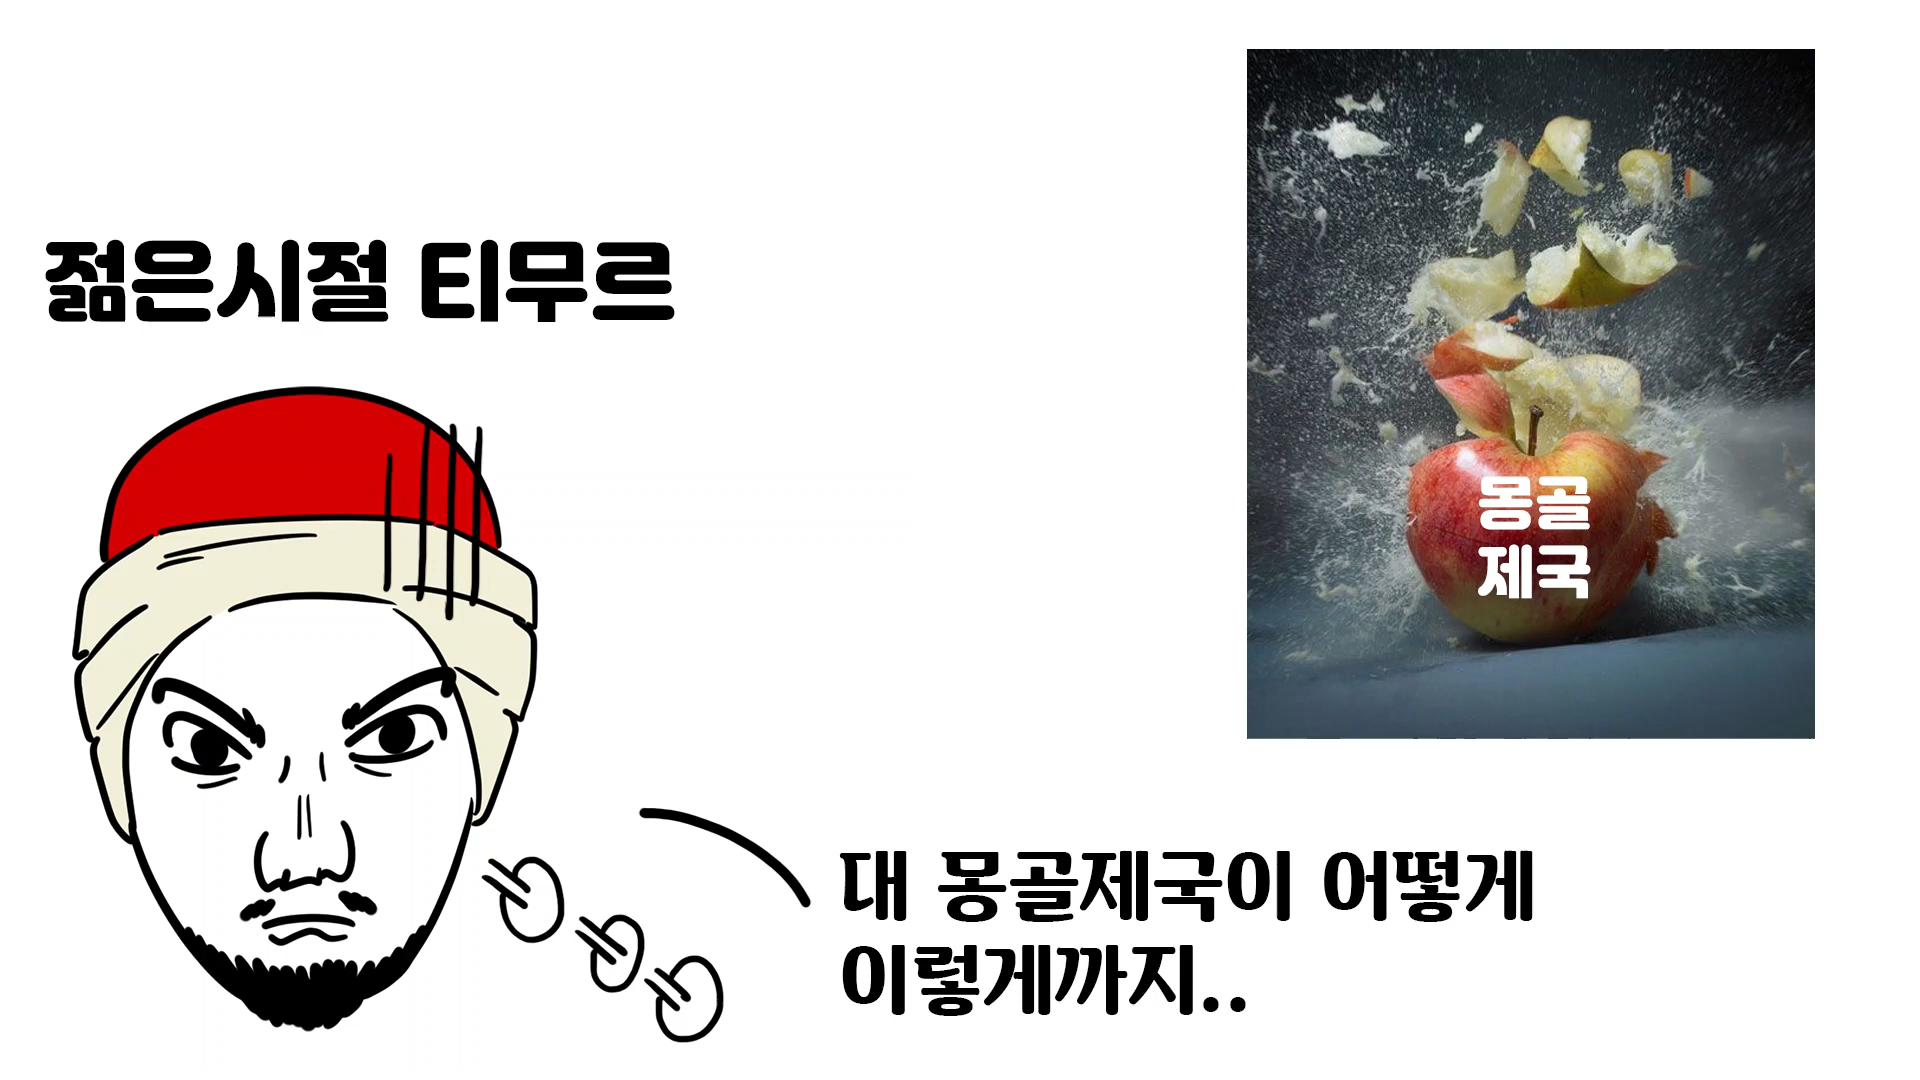 젊은시절 티무르
몽골
제국
대 몽골제국이 어떻게
이렇게까지..